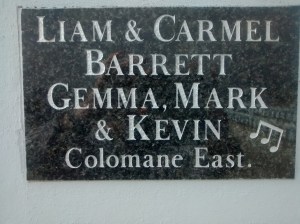 LIAM & CARMEL
BARRETT
GEMMA, MARK
& KEVIN
Colomane East.